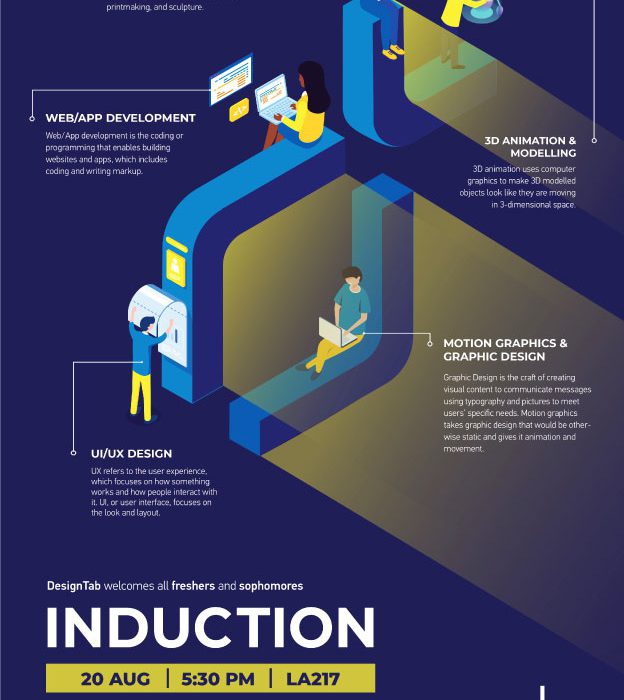 printmaking, and sculpture.
WEB/APP DEVELOPMENT
Web/App development is the coding or
programming that enables building
websites and apps, which includes
coding and writing markup.
3D ANIMATION &
MODELLING
3D animation uses computer
graphics to make 3D modelled
objects look like they are moving
in 3-dimensional space.
MOTION GRAPHICS &
GRAPHIC DESIGN
Graphic Design is the craft of creating
visual content to communicate messages
using typography and pictures to meet
users' specific needs. Motion graphics
takes graphic design that would be other-
wise static and gives it animation and
movement.
UI/UX DESIGN
UX refers to the user experience,
which focuses on how something
works and how people interact with
it. UI, or user interface, focuses on
the look and layout.
DesignTab welcomes all freshers and sophomores
INDUCTION
20 AUG | 5:30 PM | LA217